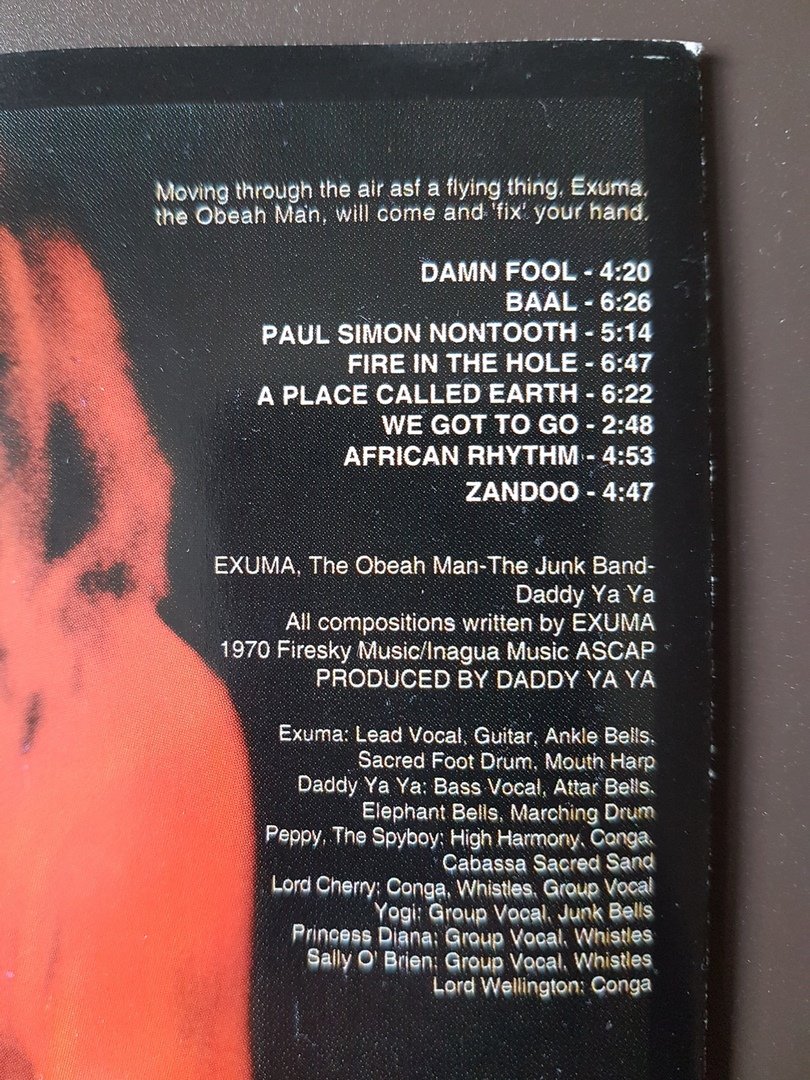 Moving through the air asf a flying thing, Exuma,
the Obeah Man, will come and 'fix' your hand.
DAMN FOOL - 4:20
BAAL - 6:26
PAUL SIMON NONTOOTH - 5:14
FIRE IN THE HOLE - 6:47
A PLACE CALLED EARTH - 6:22
WE GOT TO GO - 2:48
AFRICAN RHYTHM - 4:53
ZANDOO - 4:47
EXUMA, The Obeah Man-The Junk Band-
Daddy Ya Ya
All compositions written by EXUMA
1970 Firesky Music/Inagua Music ASCAP
PRODUCED BY DADDY YA YA
Exuma: Lead Vocal, Guitar, Ankle Bells,
Sacred Foot Drum, Mouth Harp
Daddy Ya Ya: Bass Vocal, Attar Bells,
Elephant Bells, Marching Drum
Peppy, The Spyboy: High Harmony, Conga,
Cabassa Sacred Sand
Lord Cherry; Conga, Whistles, Group Vocal
Yogi: Group Vocal, Junk Bells
Princess Diana: Group Vocal, Whistles
Sally O' Brien: Group Vocal, Whistles
Lord Wellington: Conga